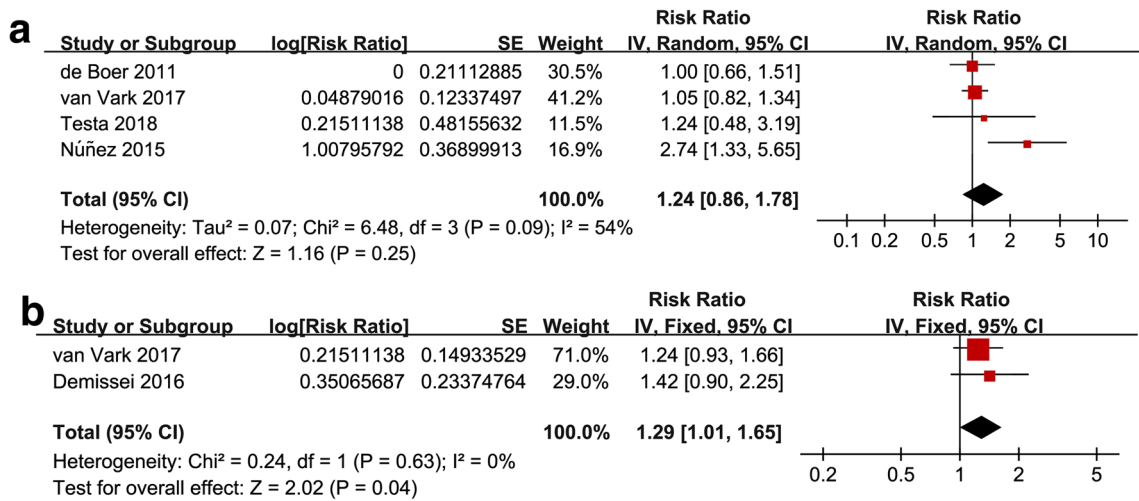 a
Risk Ratio Risk Ratio
Study or Subgroup log[Risk Ratio] SE Weight IV, Random, 95% CI IV, Random, 95% CI
de Boer 2011 0 0.21112885 30.5% 1.00 [0.66, 1.51]
van Vark 2017 0.04879016 0.12337497 41.2% 1.05 [0.82, 1.34]
Testa 2018 0.21511138 0.48155632 11.5% 1.24 [0.48, 3.19]
Núñez 2015 1.00795792 0.36899913 16.9% 2.74 [1.33, 5.65]
Total (95% CI) 100.0% 1.24 [0.86, 1.78]
Heterogeneity: Tau² = 0.07; Chi² = 6.48, df = 3 (P = 0.09); I² = 54%
Test for overall effect: Z = 1.16 (P = 0.25)
0.1 0.2 0.5 1 2 5 10
b
Risk Ratio Risk Ratio
Study or Subgroup log[Risk Ratio] SE Weight IV, Fixed, 95% CI IV, Fixed, 95% CI
van Vark 2017 0.21511138 0.14933529 71.0% 1.24 [0.93, 1.66]
Demissei 2016 0.35065687 0.23374764 29.0% 1.42 [0.90, 2.25]
Total (95% CI) 100.0% 1.29 [1.01, 1.65]
Heterogeneity: Chi² = 0.24, df = 1 (P = 0.63); I² = 0%
Test for overall effect: Z = 2.02 (P = 0.04)
0.2 0.5 1 2 5